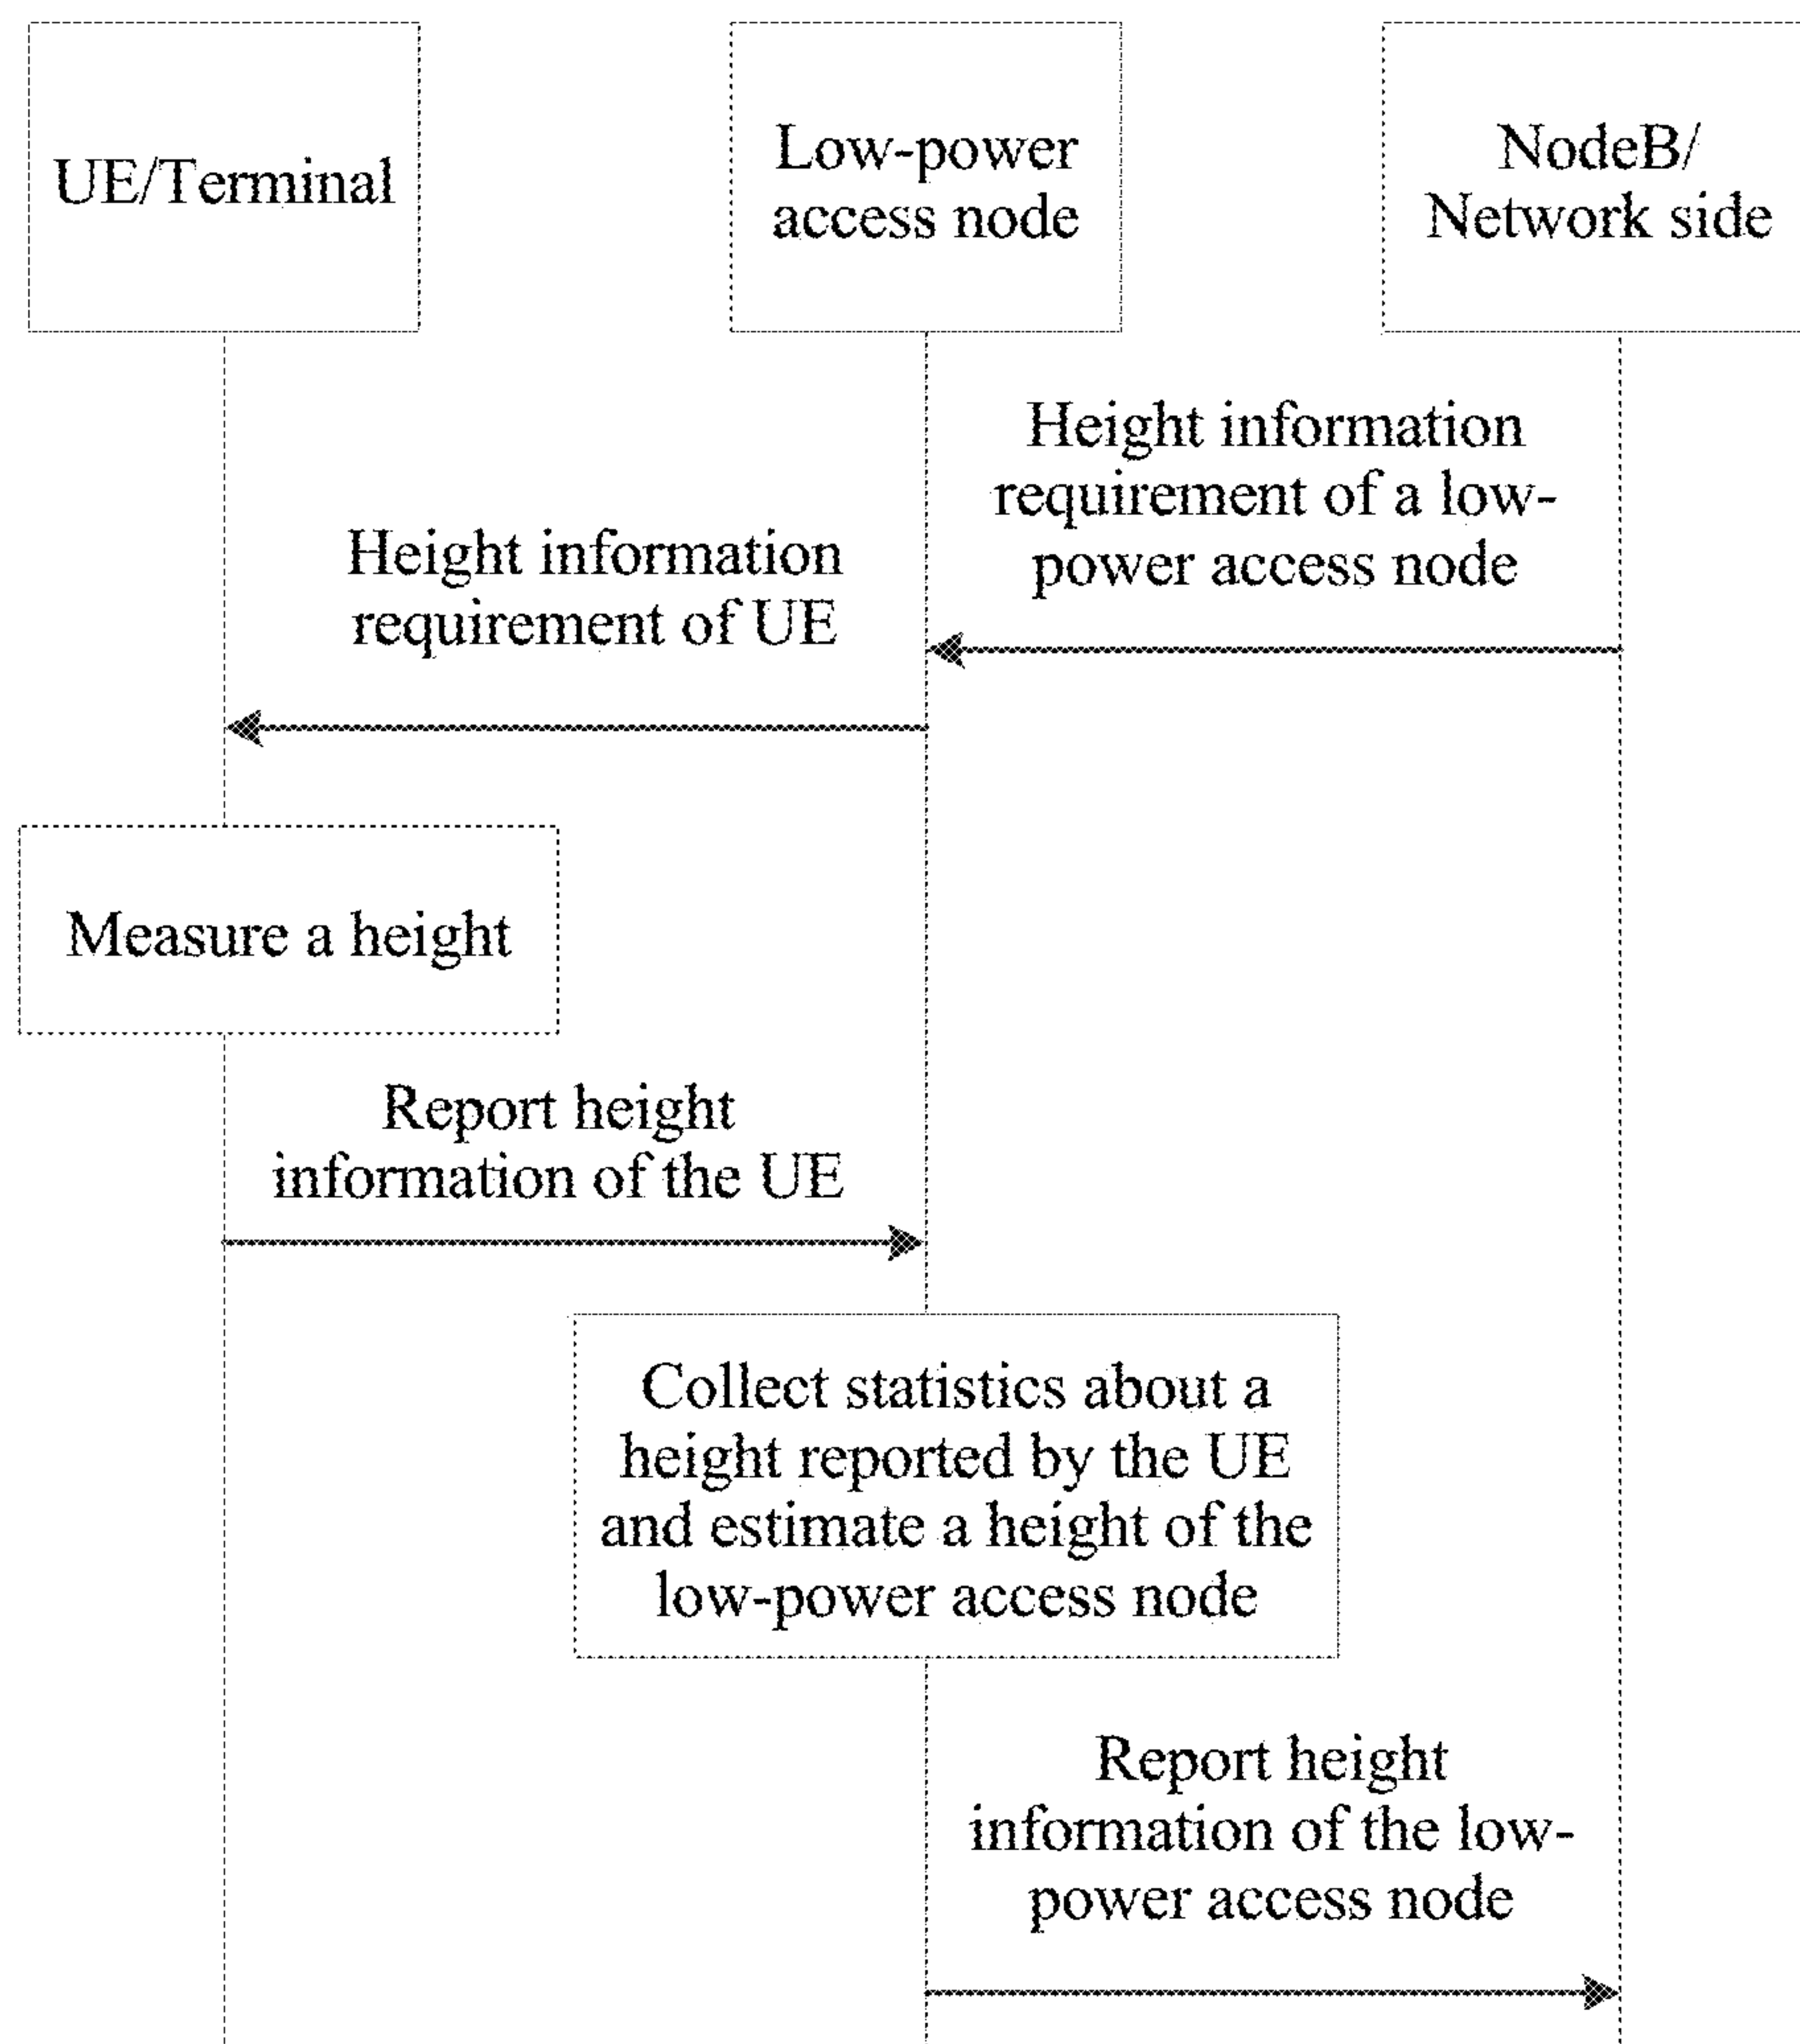 UE/Terminal
Low-power
access node
NodeB/
Network side
Height information
requirement of a low-
power access node
Height information
requirement of UE
Measure a height
Report height
information of the UE
Collect statistics about a
height reported by the UE
and estimate a height of the
low-power access node
Report height
information of the low-
power access node